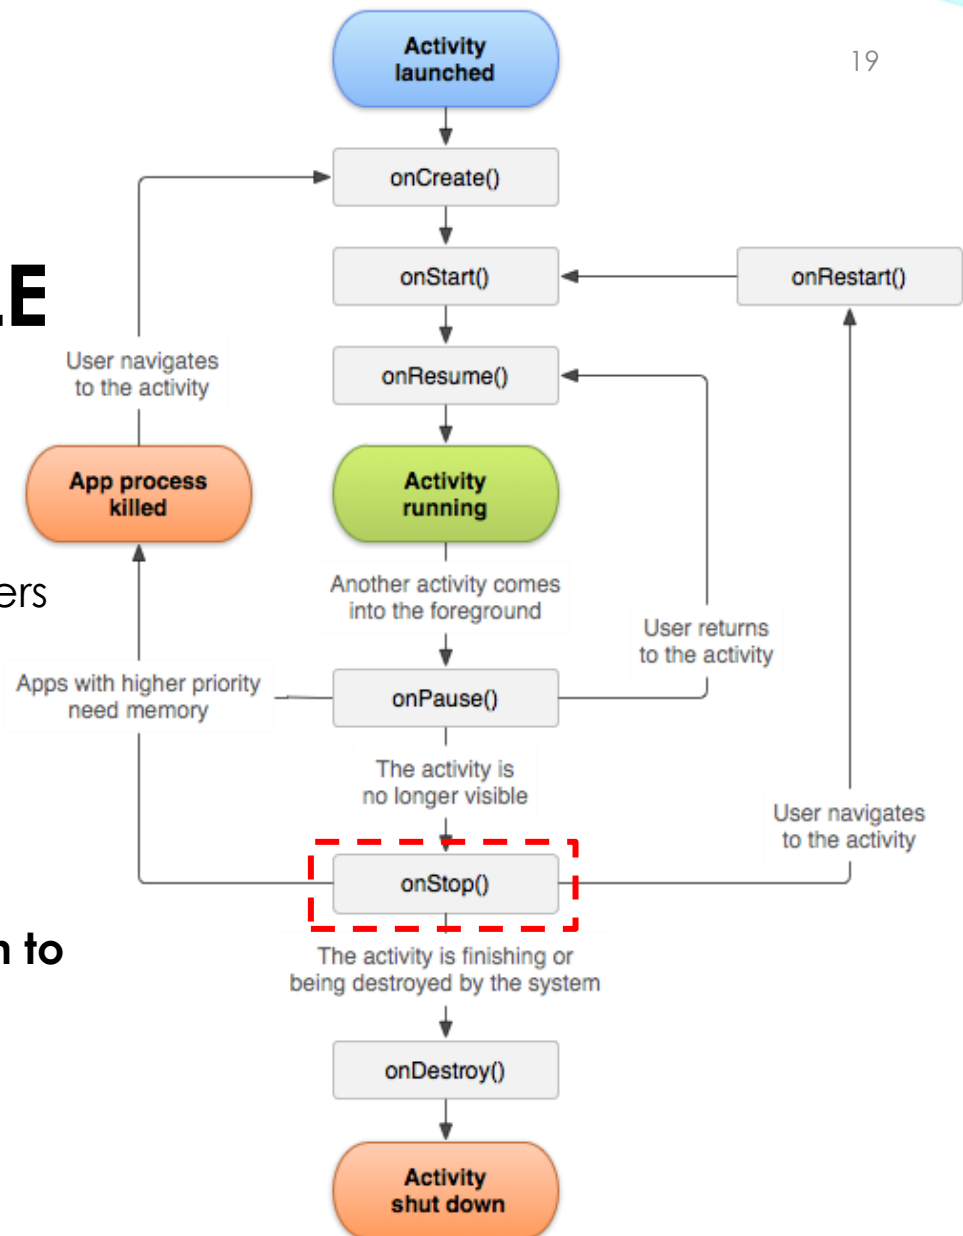 19
Activity
launched
onCreate()
onStart()
onRestart()
LE
User navigates
to the activity
onResume()
App process
killed
Activity
running
Another activity comes
into the foreground
ers
User returns
to the activity
Apps with higher priority
need memory
onPause()
The activity is
no longer visible
User navigates
to the activity
onStop()
n to
The activity is finishing or
being destroyed by the system
onDestroy()
Activity
shut down